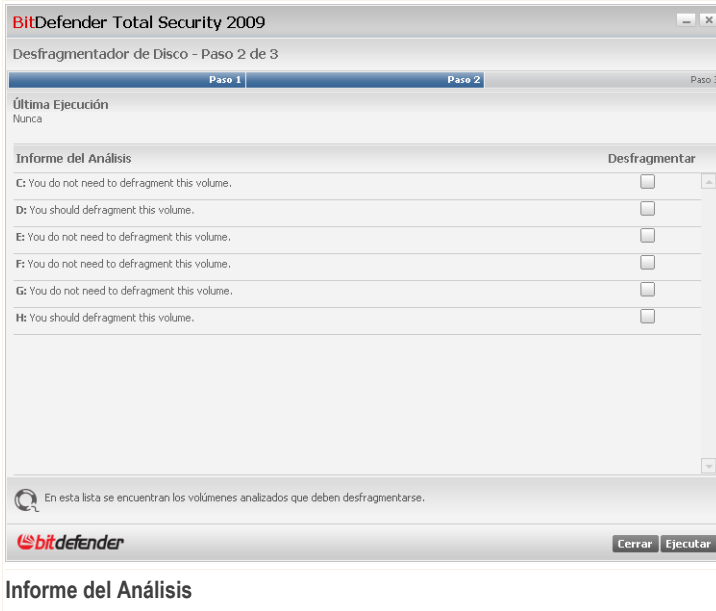 BitDefender Total Security 2009
Desfragmentador de Disco - Paso 2 de 3
Paso 1 Paso 2 Paso 3
Última Ejecución
Nunca
Informe del Análisis Desfragmentar
C: You do not need to defragment this volume.
D: You should defragment this volume.
E: You do not need to defragment this volume.
F: You do not need to defragment this volume.
G: You do not need to defragment this volume.
H: You should defragment this volume.
En esta lista se encuentran los volúmenes analizados que deben desfragmentarse.
bitdefender Cerrar Ejecutar
Informe del Análisis